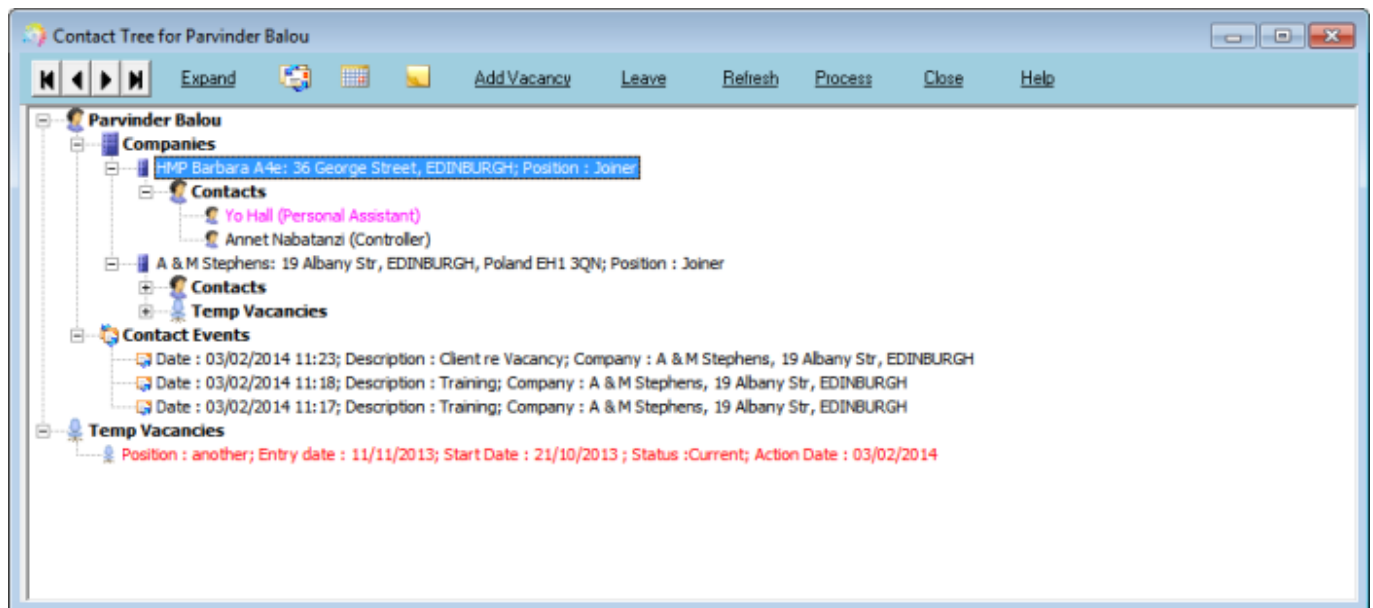 Contact Tree for Parvinder Balou
Expand Add Vacancy Leave Refresh Process Close Help
Parvinder Balou
Companies
HMP Barbara A4e: 36 George Street, EDINBURGH; Position : Joiner
Contacts
Yo Hall (Personal Assistant)
Annet Nabatanzi (Controller)
A & M Stephens: 19 Albany Str, EDINBURGH, Poland EH1 3QN; Position : Joiner
Contacts
Temp Vacancies
Contact Events
Date : 03/02/2014 11:23; Description : Client re Vacancy; Company : A & M Stephens, 19 Albany Str, EDINBURGH
Date : 03/02/2014 11:18; Description : Training; Company : A & M Stephens, 19 Albany Str, EDINBURGH
Date : 03/02/2014 11:17; Description : Training; Company : A & M Stephens, 19 Albany Str, EDINBURGH
Temp Vacancies
Position : another; Entry date : 11/11/2013; Start Date : 21/10/2013 ; Status :Current; Action Date : 03/02/2014